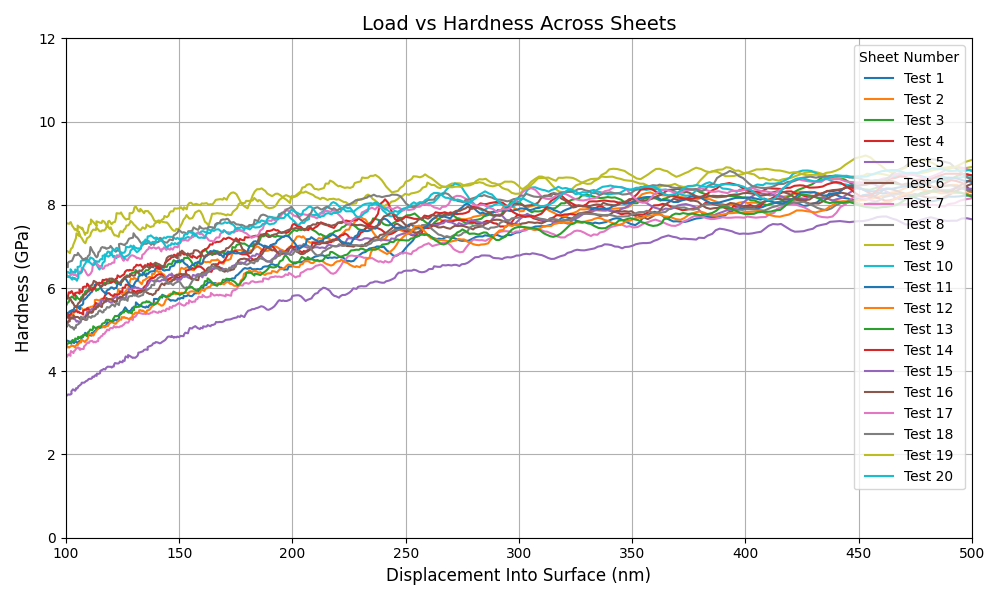 Load vs Hardness Across Sheets
Hardness (GPa)
12
10
8
6
4
2
0
100
150
200
250
300
350
400
450
500
Displacement Into Surface (nm)
Sheet Number
Test 1
Test 2
Test 3
Test 4
Test 5
Test 6
Test 7
Test 8
Test 9
Test 10
Test 11
Test 12
Test 13
Test 14
Test 15
Test 16
Test 17
Test 18
Test 19
Test 20